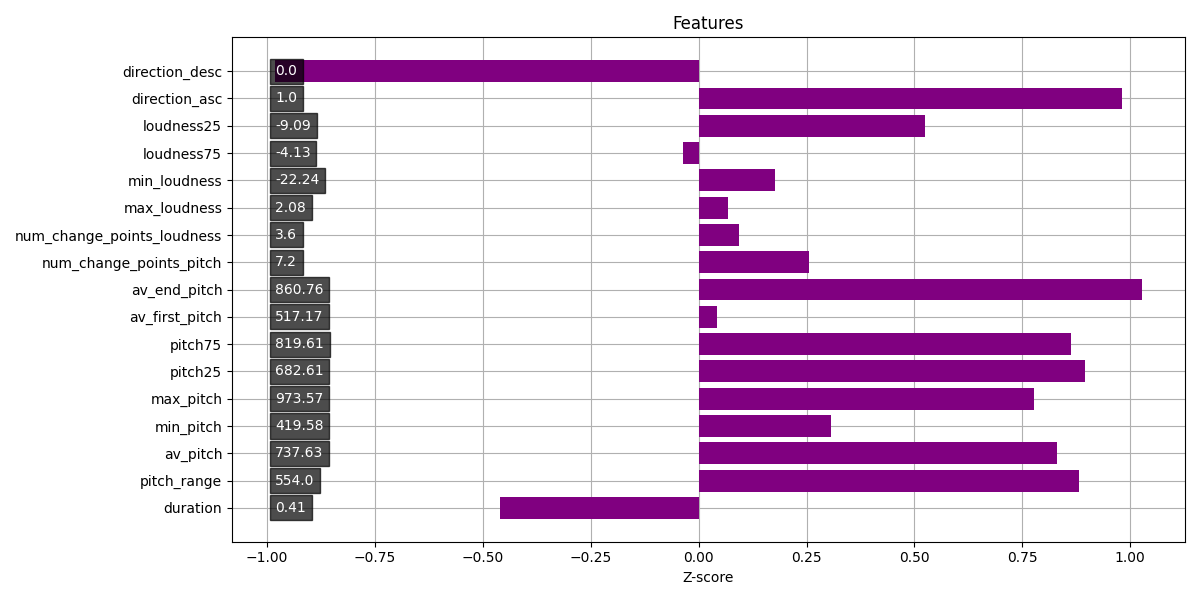 Features
direction_desc 0.0
direction_asc 1.0
loudness25 -9.09
loudness75 -4.13
min_loudness -22.24
max_loudness 2.08
num_change_points_loudness 3.6
num_change_points_pitch 7.2
av_end_pitch 860.76
av_first_pitch 517.17
pitch75 819.61
pitch25 682.61
max_pitch 973.57
min_pitch 419.58
av_pitch 737.63
pitch_range 554.0
duration 0.41
−1.00 −0.75 −0.50 −0.25 0.00 0.25 0.50 0.75 1.00
Z-score